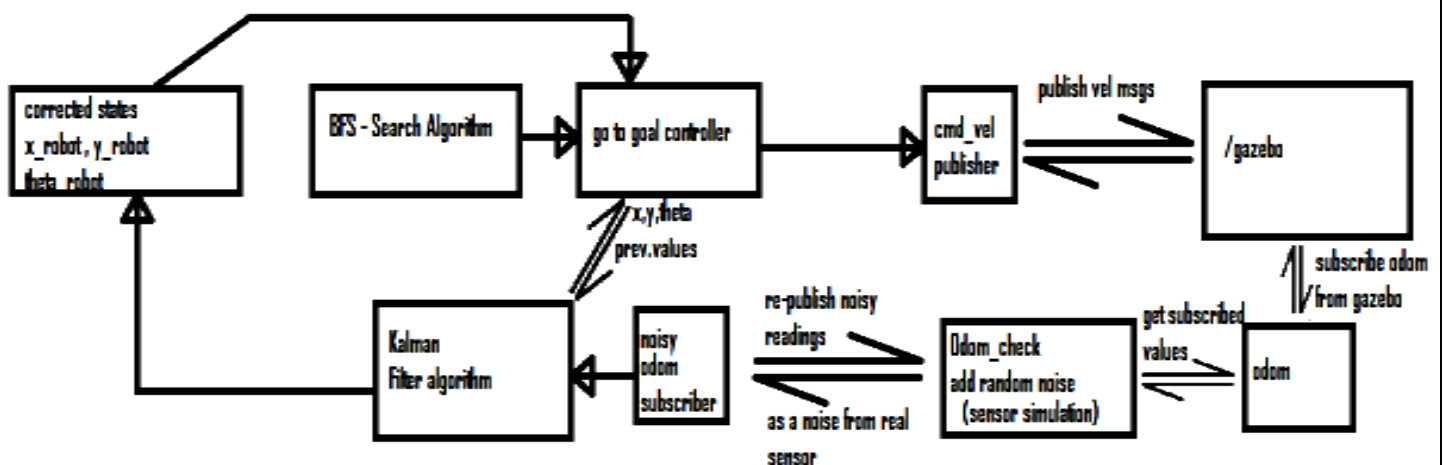 corrected states
x_robot , y_robot
theta_robot
BFS - Search Algorithm
go to goal controller
cmd_vel
publisher
publish vel msgs
/gazebo
x,y,theta
prev.values
subscribe odom
from gazebo
Kalman
Filter algorithm
noisy
odom
subscriber
re-publish noisy
readings
as a noise from real
sensor
Odom_check
add random noise
(sensor simulation)
get subscribed
values
odom